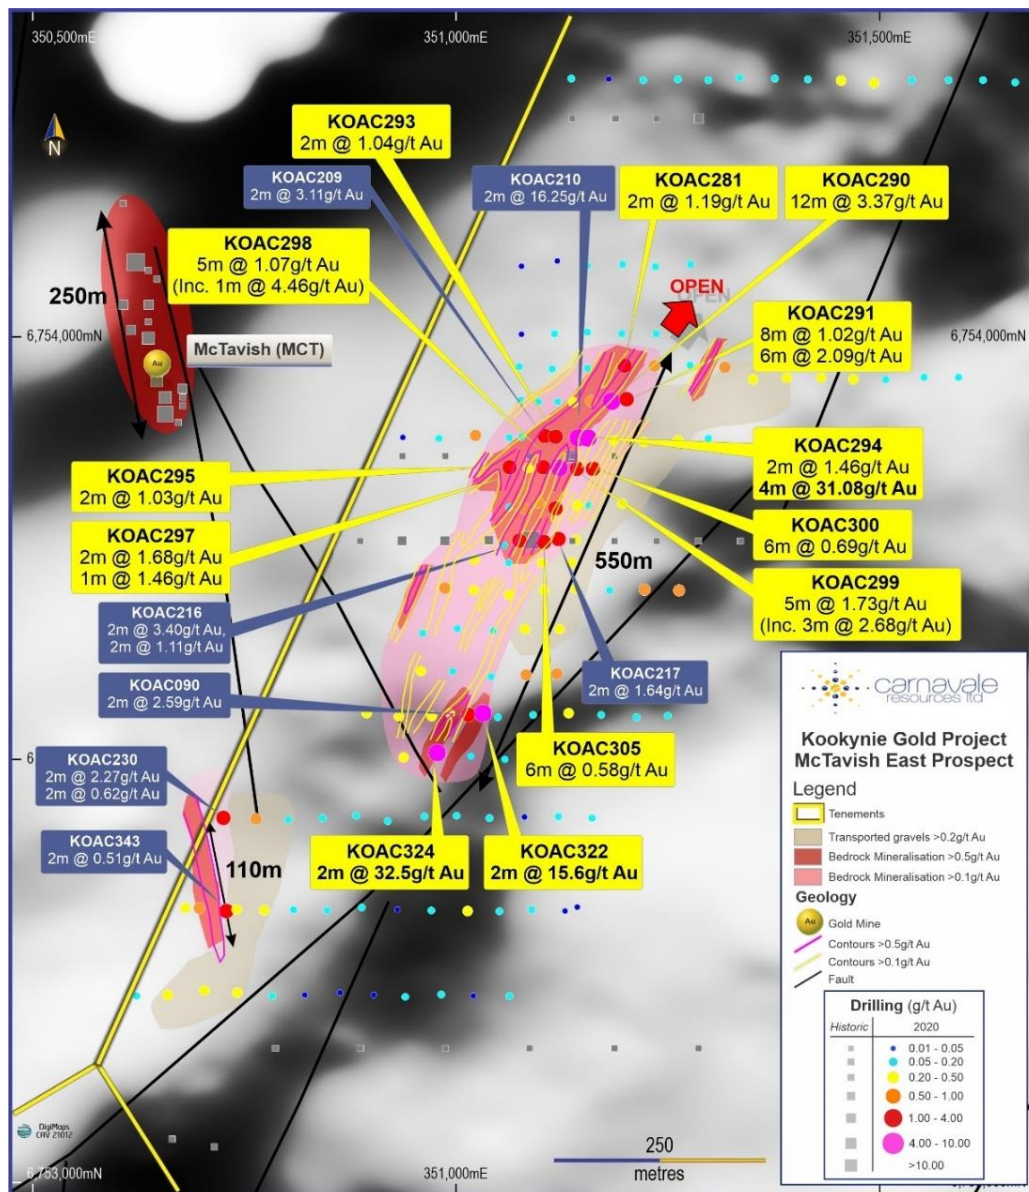 350,500mE
351,000mE
351,500mE
N
KOAC293
2m @ 1.04g/t Au
KOAC209
2m @ 3.11g/t Au
KOAC210
2m @ 16.25g/t Au
KOAC281
2m @ 1.19g/t Au
KOAC290
12m @ 3.37g/t Au
KOAC298
5m @ 1.07g/t Au
(Inc. 1m @ 4.46g/t Au)
250m
OPEN
OPEN
KOAC291
8m @ 1.02g/t Au
6m @ 2.09g/t Au
6,754,000mN
6,754,000mN
Au
McTavish (MCT)
KOAC295
2m @ 1.03g/t Au
KOAC294
2m @ 1.46g/t Au
4m @ 31.08g/t Au
KOAC297
2m @ 1.68g/t Au
1m @ 1.46g/t Au
KOAC300
6m @ 0.69g/t Au
550m
KOAC299
5m @ 1.73g/t Au
(Inc. 3m @ 2.68g/t Au)
KOAC216
2m @ 3.40g/t Au,
2m @ 1.11g/t Au
KOAC217
2m @ 1.64g/t Au
KOAC090
2m @ 2.59g/t Au
KOAC305
6m @ 0.58g/t Au
KOAC230
2m @ 2.27g/t Au
2m @ 0.62g/t Au
KOAC343
2m @ 0.51g/t Au
110m
KOAC324
2m @ 32.5g/t Au
KOAC322
2m @ 15.6g/t Au
carnavale
resources ltd
Kookynie Gold Project
McTavish East Prospect
Legend
Tenements
Transported gravels >0.2g/t Au
Bedrock Mineralisation >0.5g/t Au
Bedrock Mineralisation >0.1g/t Au
Geology
Au
Gold Mine
Contours >0.5g/t Au
Contours >0.1g/t Au
Fault
Drilling (g/t Au)
Historic 2020
0.01 - 0.05
0.05 - 0.20
0.20 - 0.50
0.50 - 1.00
1.00 - 4.00
4.00 - 10.00
>10.00
DigiMaps
CAV 21012
250
metres
6,753,000mN
351,000mE